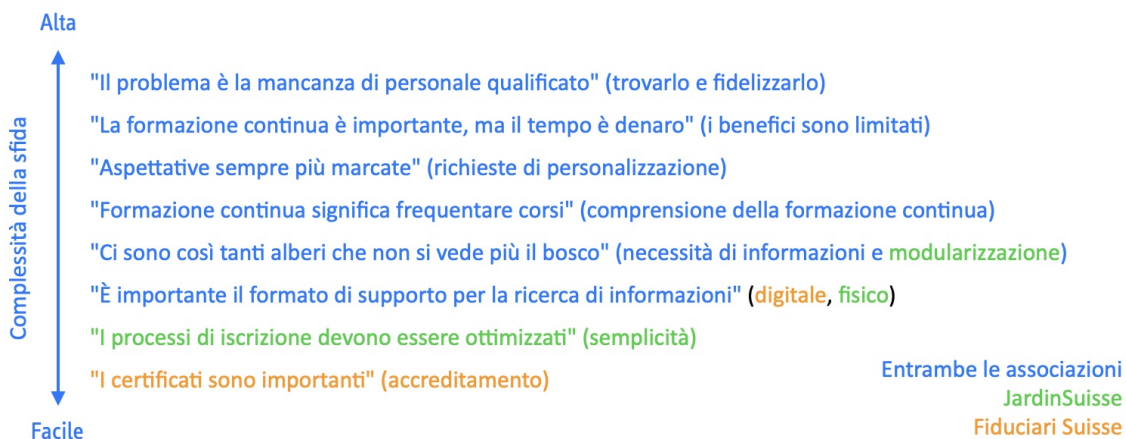 Alta
Complessità della sfida
"Il problema è la mancanza di personale qualificato" (trovarlo e fidelizzarlo)
"La formazione continua è importante, ma il tempo è denaro" (i benefici sono limitati)
"Aspettative sempre più marcate" (richieste di personalizzazione)
"Formazione continua significa frequentare corsi" (comprensione della formazione continua)
"Ci sono così tanti alberi che non si vede più il bosco" (necessità di informazioni e modularizzazione)
"È importante il formato di supporto per la ricerca di informazioni" (digitale, fisico)
"I processi di iscrizione devono essere ottimizzati" (semplicità)
"I certificati sono importanti" (accreditamento)
Facile
Entrambe le associazioni
JardinSuisse
Fiduciari Suisse